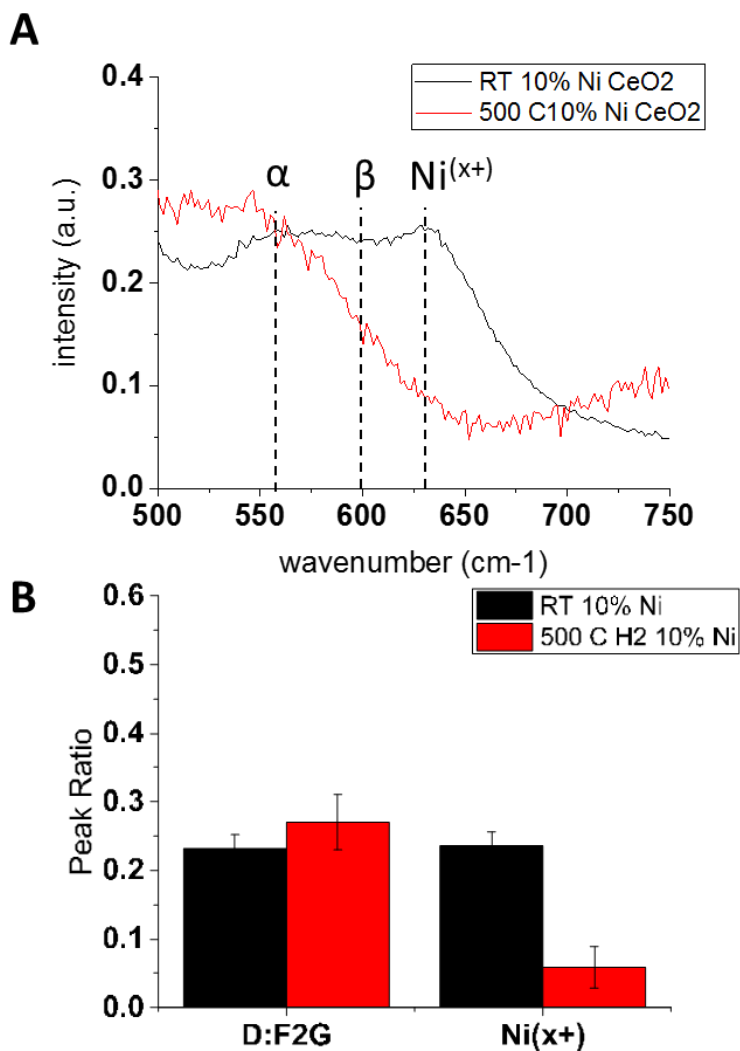 A
0.4
RT 10% Ni CeO2
500 C10% Ni CeO2
α β Ni(x+)
0.3
intensity (a.u.)
0.2
0.1
0.0
500 550 600 650 700 750
wavenumber (cm-1)
B
0.6
RT 10% Ni
500 C H2 10% Ni
0.5
0.4
Peak Ratio
0.3
0.2
0.1
0.0
D:F2G Ni(x+)